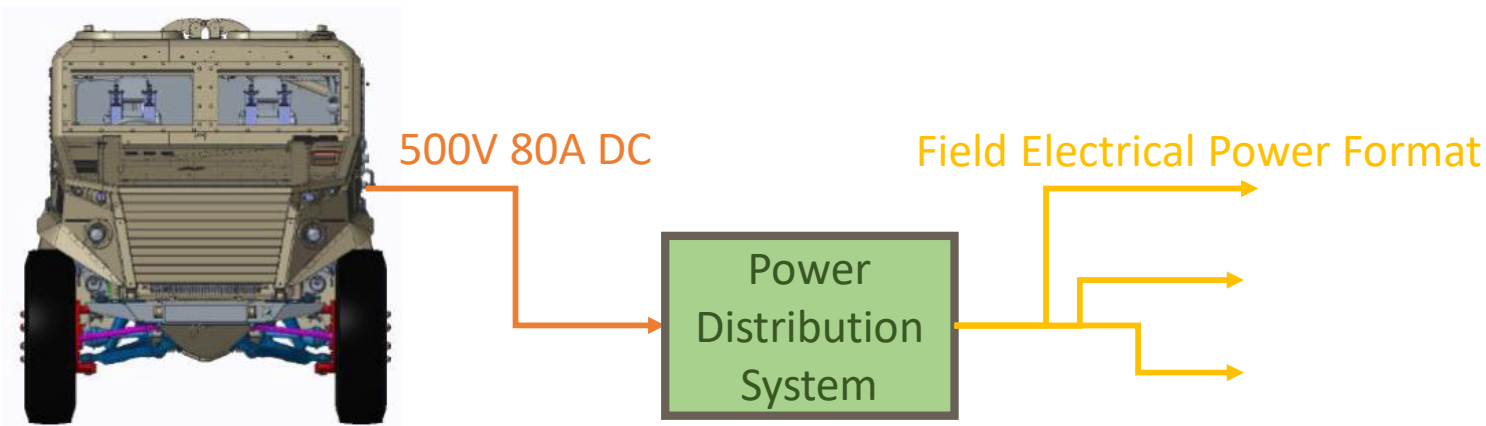 500V 80A DC
Field Electrical Power Format
Power
Distribution
System